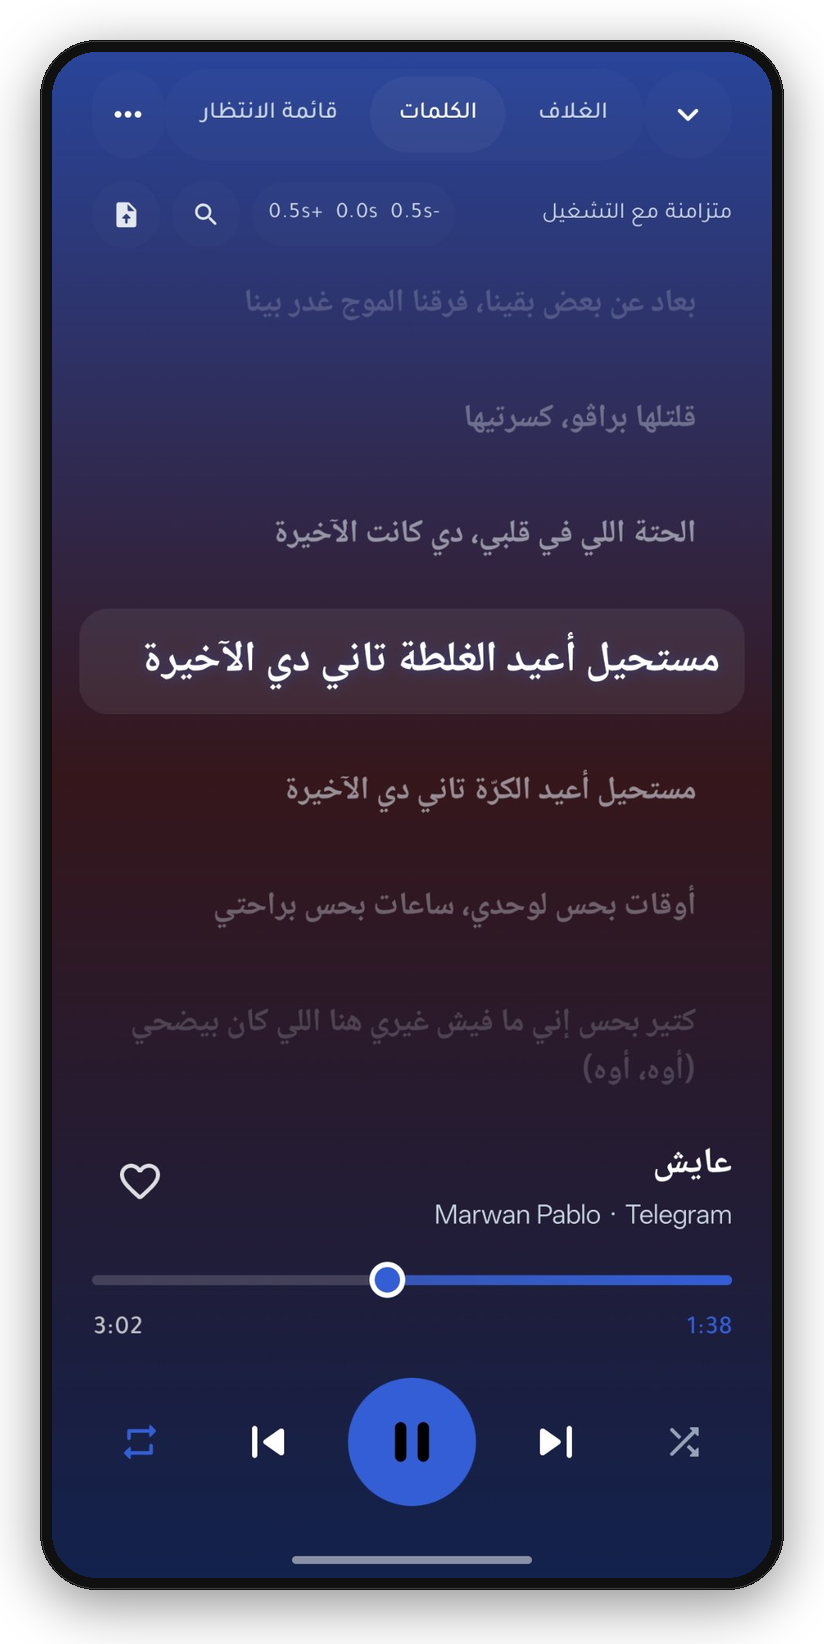 الغلاف
الكلمات
قائمة الانتظار
متزامنة مع التشغيل
-0.5s 0.0s +0.5s
بعاد عن بعض بقينا، فرقنا الموج غدر بينا
قلتلها براڤو، كسرتيها
الحتة اللي في قلبي، دي كانت الآخيرة
مستحيل أعيد الغلطة تاني دي الآخيرة
مستحيل أعيد الكرّة تاني دي الآخيرة
أوقات بحس لوحدي، ساعات بحس براحتي
كتير بحس إني ما فيش غيري هنا اللي كان بيضحي
(أوه، أوه)
عايش
Marwan Pablo · Telegram
1:38
3:02